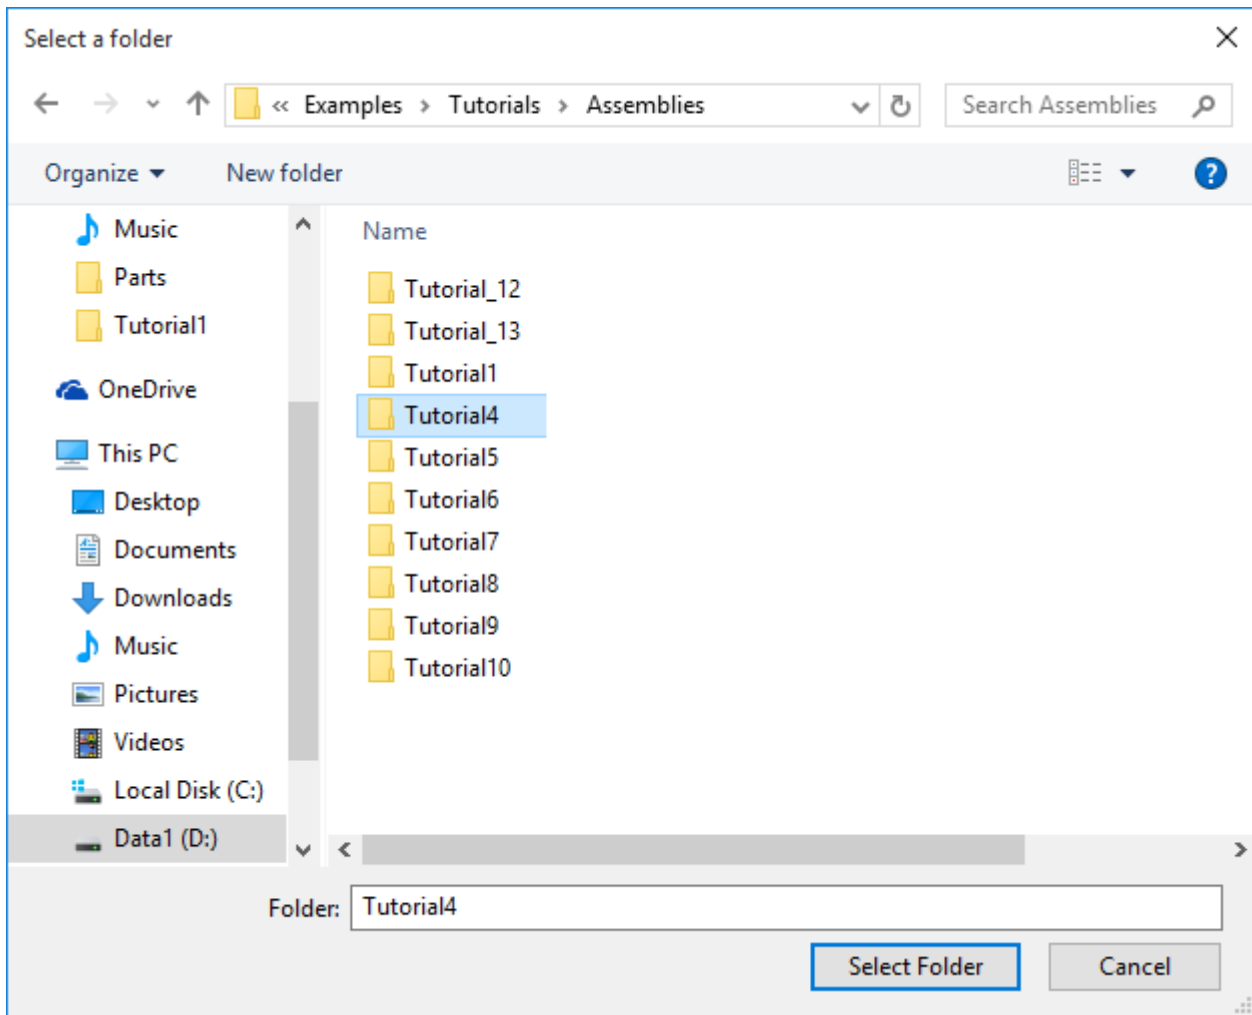 Select a folder
« Examples > Tutorials > Assemblies
Search Assemblies
Organize
New folder
?
Music
Parts
Tutorial1
OneDrive
This PC
Desktop
Documents
Downloads
Music
Pictures
Videos
Local Disk (C:)
Data1 (D:)
Name
Tutorial_12
Tutorial_13
Tutorial1
Tutorial4
Tutorial5
Tutorial6
Tutorial7
Tutorial8
Tutorial9
Tutorial10
Folder: Tutorial4
Select Folder
Cancel